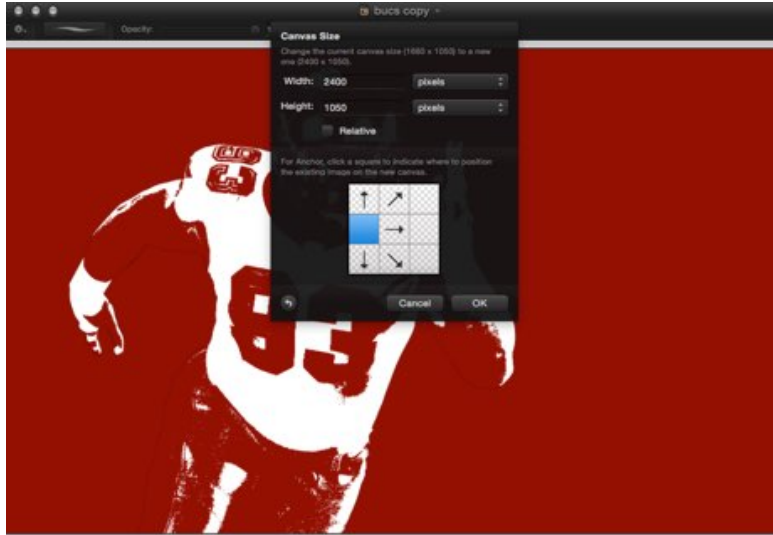 bucs copy
Opacity:
Canvas Size
Change the current canvas size (1680 x 1050) to a new
one (2400 x 1050).
Width: 2400 pixels
Height: 1050 pixels
Relative
For Anchor, click a square to indicate where to position
the existing image on the new canvas.
Cancel OK
83
83